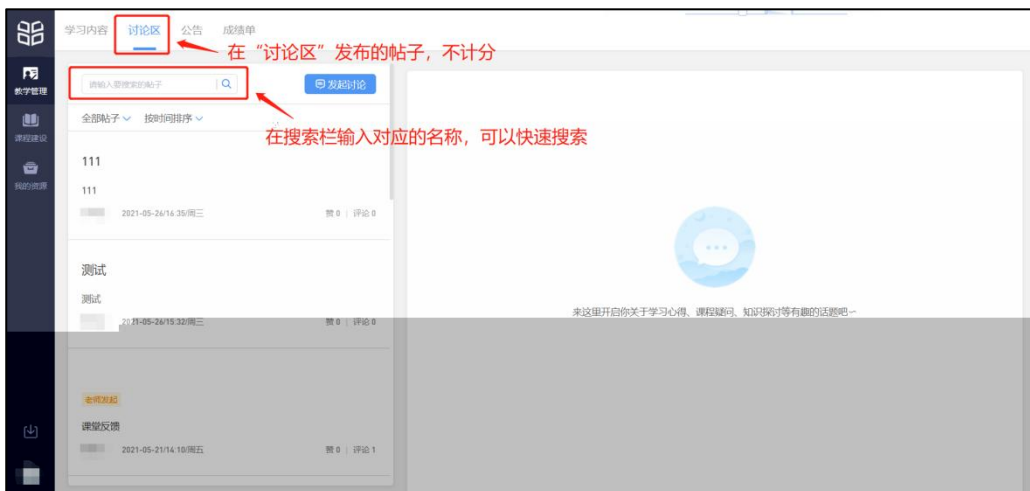 学习内容 讨论区 公告 成绩单
在“讨论区”发布的帖子，不计分
教学管理
请输入要搜索的帖子
发起讨论
课程建设
全部帖子 按时间排序
在搜索栏输入对应的名称，可以快速搜索
我的资源
111
111
2021-05-26/16:35/周三 赞 0 | 评论 0
测试
测试
2021-05-26/15:32/周三 赞 0 | 评论 0
来这里开启你关于学习心得、课程疑问、知识探讨等有趣的话题吧~
老师发起
课堂反馈
2021-05-21/14:10/周五 赞 0 | 评论 1